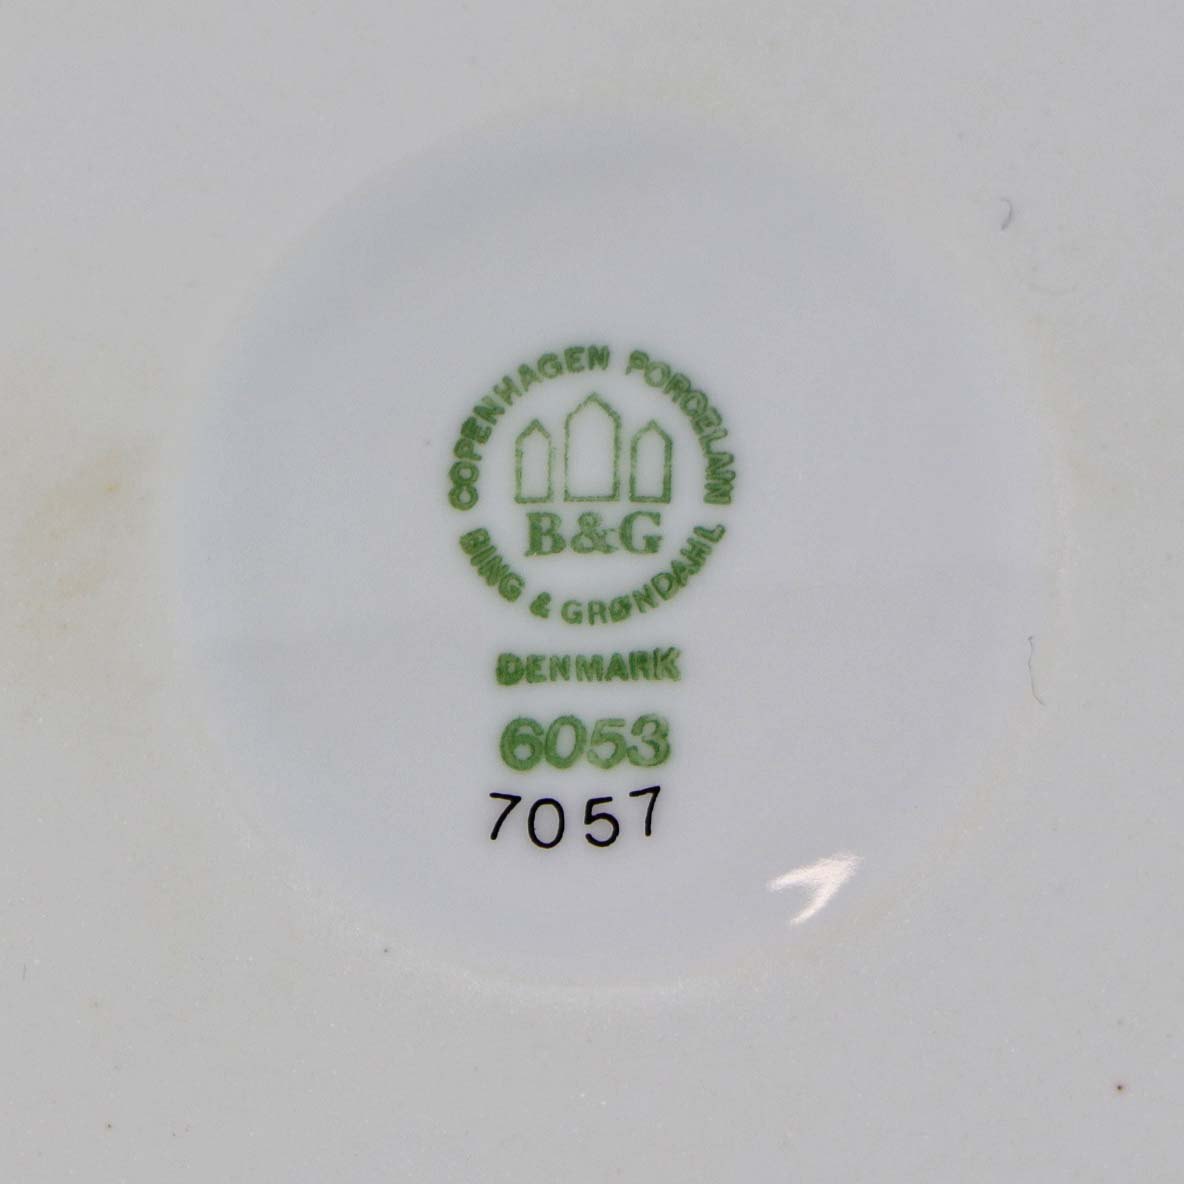 COPENHAGEN PORCELAIN
B&G
BING & GRØNDAHL
DENMARK
6053
7057